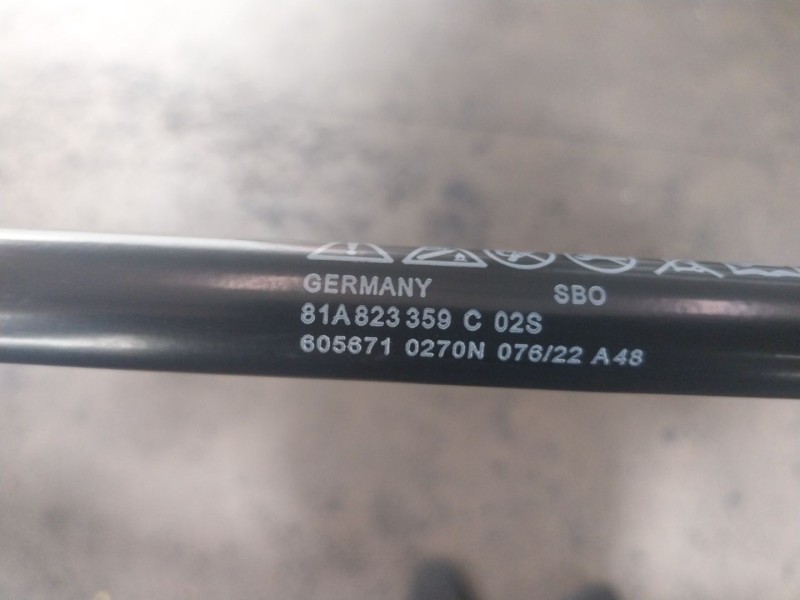 GERMANY SBO
81A 823 359 C 02S
605671 0270N 076/22 A48